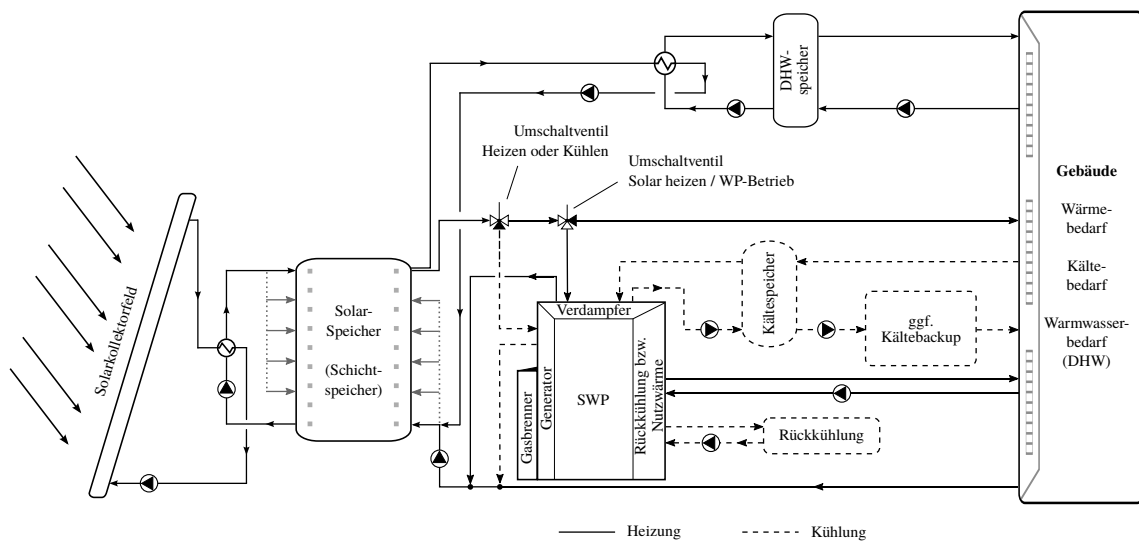 DHW-
speicher
Umschaltventil
Heizen oder Kühlen
Umschaltventil
Solar heizen / WP-Betrieb
Gebäude
Wärme-
bedarf
Kälte-
bedarf
Warmwasser-
bedarf
(DHW)
Solarkollektorfeld
Solar-
Speicher
(Schicht-
speicher)
Verdampfer
Kältespeicher
ggf.
Kältebackup
Gasbrenner
Generator
SWP
Rückkühlung bzw.
Nutzwärme
Rückkühlung
Heizung
Kühlung